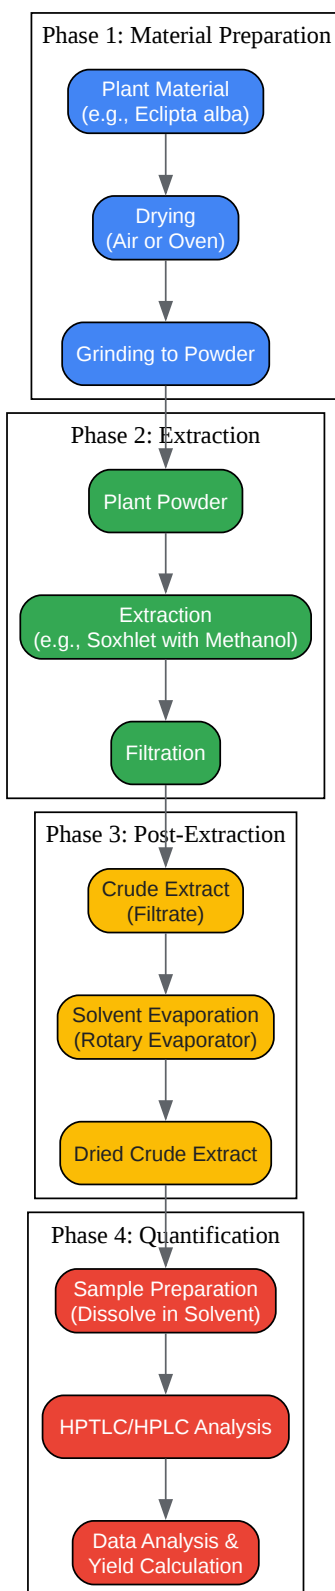 Phase 1: Material Preparation
Plant Material
(e.g., Eclipta alba)
Drying
(Air or Oven)
Grinding to Powder
Phase 2: Extraction
Plant Powder
Extraction
(e.g., Soxhlet with Methanol)
Filtration
Phase 3: Post-Extraction
Crude Extract
(Filtrate)
Solvent Evaporation
(Rotary Evaporator)
Dried Crude Extract
Phase 4: Quantification
Sample Preparation
(Dissolve in Solvent)
HPTLC/HPLC Analysis
Data Analysis &
Yield Calculation